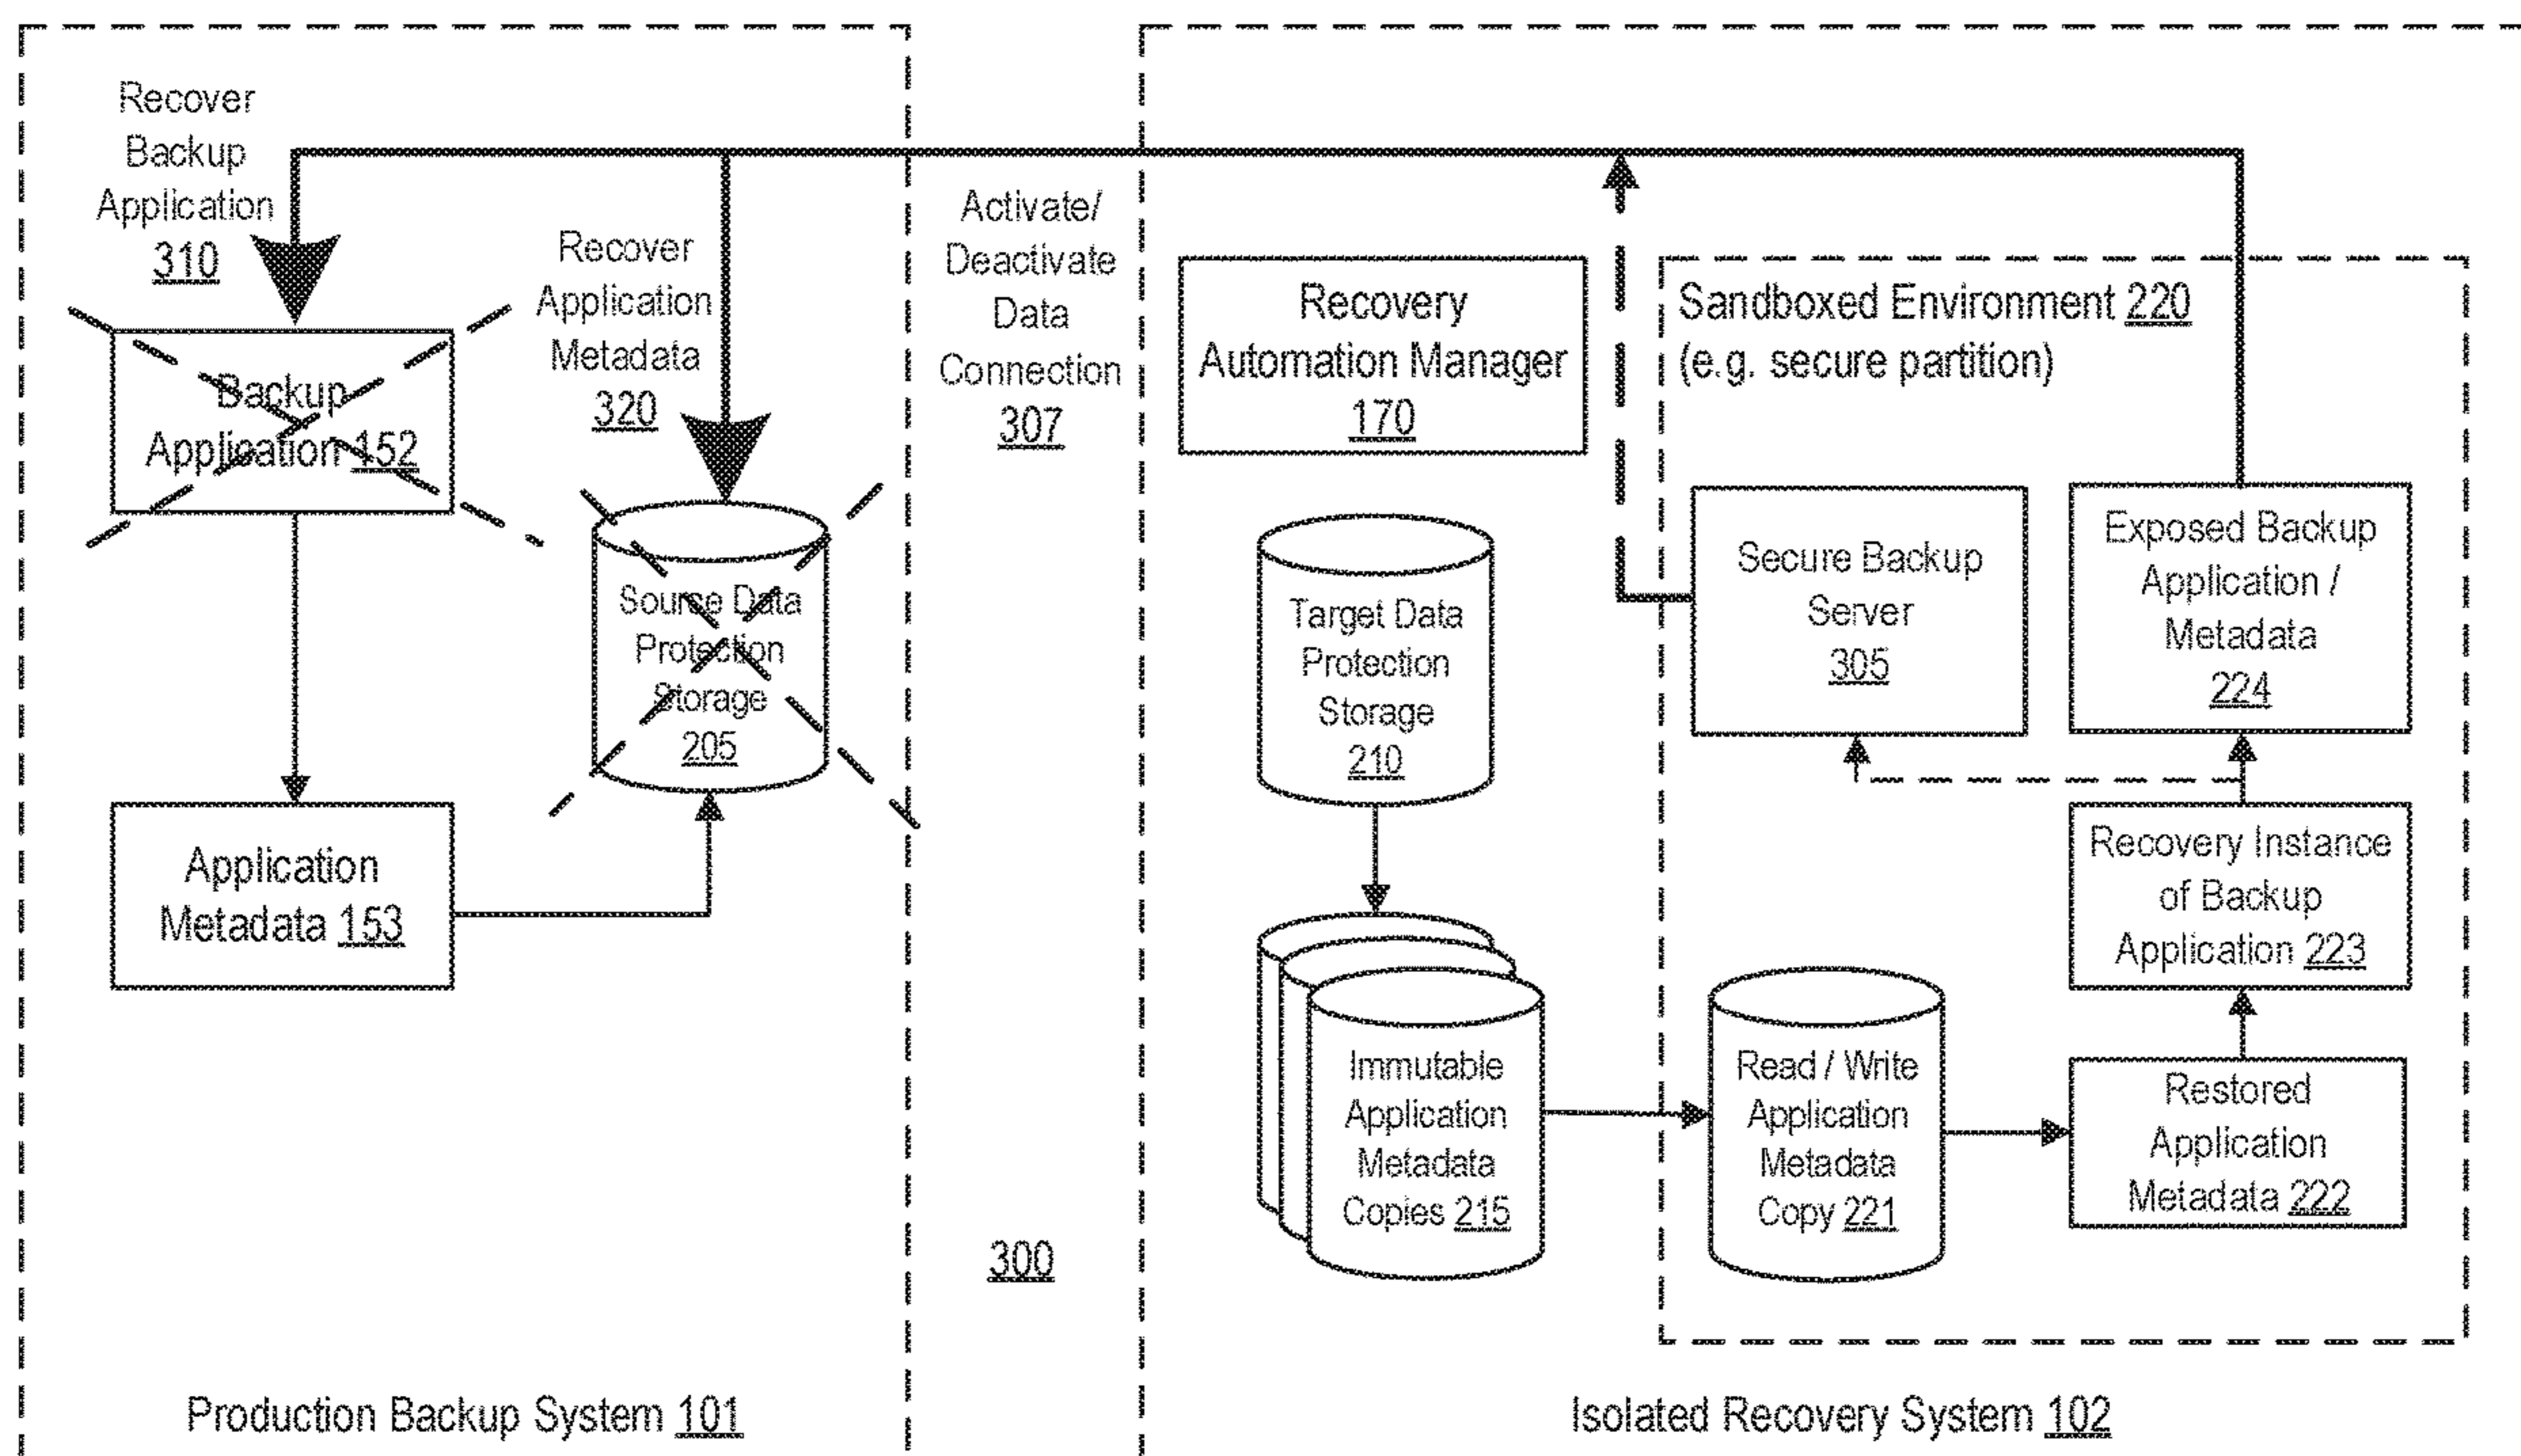 Recover
Backup
Application
310
Recover
Application
Metadata
320
Backup
Application 152
Source Data
Protection
Storage
205
Application
Metadata 153
Production Backup System 101
Activate/
Deactivate
Data
Connection
307
300
Recovery
Automation Manager
170
Target Data
Protection
Storage
210
Immutable
Application
Metadata
Copies 215
Sandboxed Environment 220
(e.g. secure partition)
Secure Backup
Server
305
Exposed Backup
Application /
Metadata
224
Recovery Instance
of Backup
Application 223
Read / Write
Application
Metadata
Copy 221
Restored
Application
Metadata 222
Isolated Recovery System 102